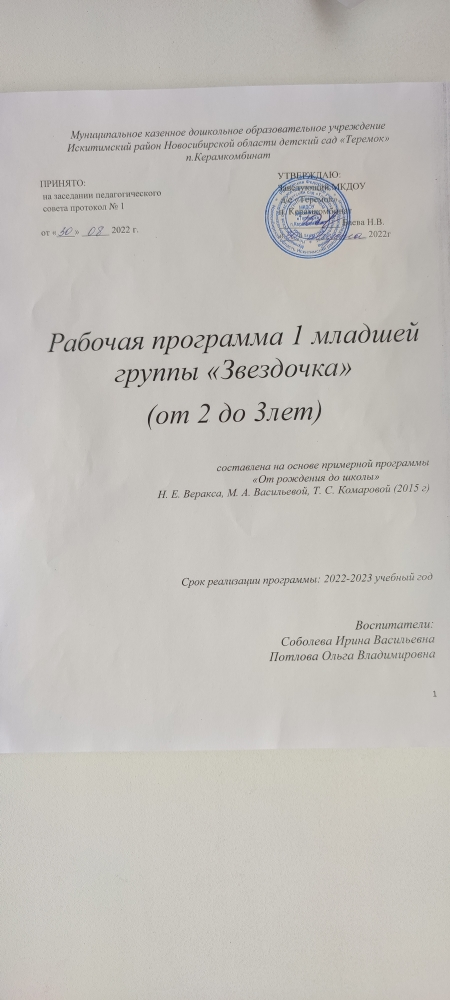 Муниципальное казенное дошкольное образовательное учреждение
Искитимский район Новосибирской области детский сад «Теремок»
п.Керамкомбинат
ПРИНЯТО:
на заседании педагогического
совета протокол № 1
от «30» 08 2022 г.
УТВЕРЖДАЮ:
Заведующий МКДОУ
д/с «Теремок»
п. Керамкомбинат
Н.В.
2022г
Рабочая программа 1 младшей
группы «Звездочка»
(от 2 до 3лет)
составлена на основе примерной программы
«От рождения до школы»
Н. Е. Веракса, М. А. Васильевой, Т. С. Комаровой (2015 г)
Срок реализации программы: 2022-2023 учебный год
Воспитатели:
Соболева Ирина Васильевна
Потлова Ольга Владимировна
1